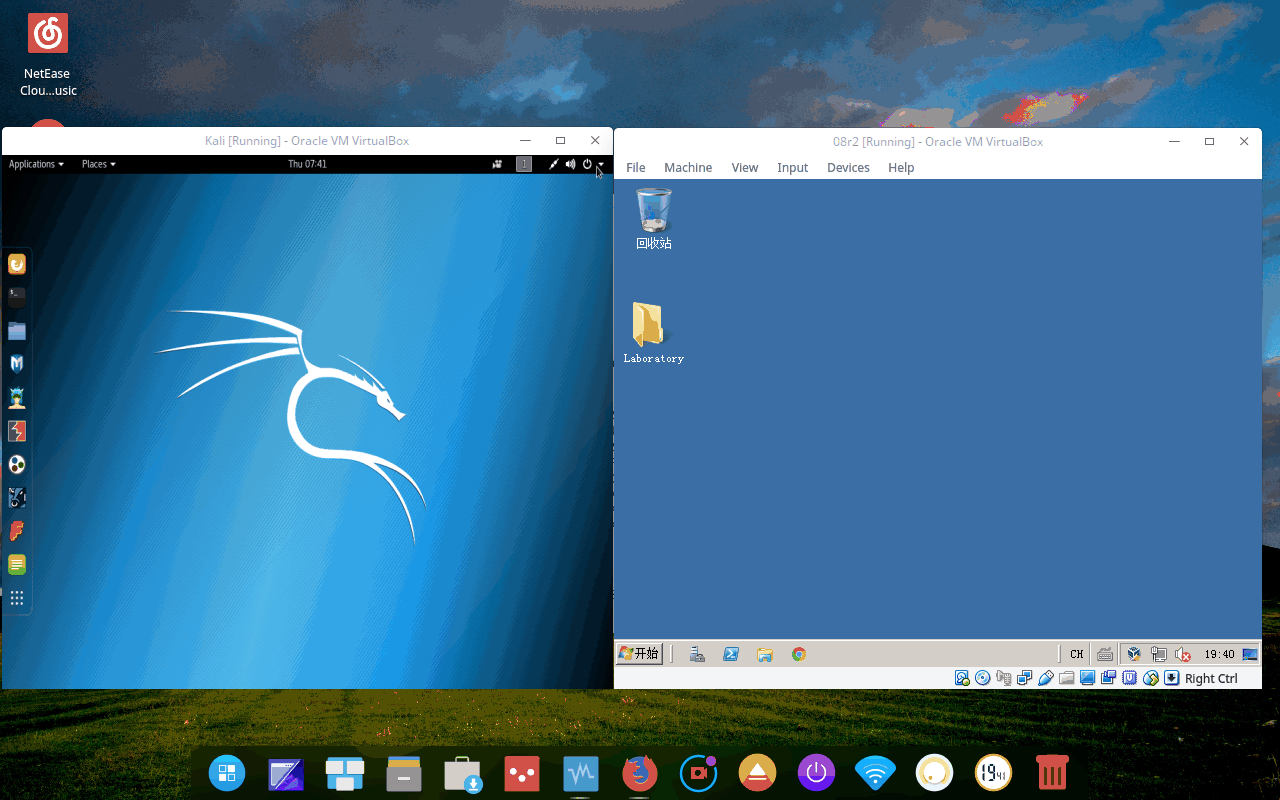 NetEase
Clou...usic
Kali [Running] - Oracle VM VirtualBox
Applications Places Thu 07:41 1
08r2 [Running] - Oracle VM VirtualBox
File Machine View Input Devices Help
回收站
Laboratory
开始 CH 19:40
Right Ctrl
19 41